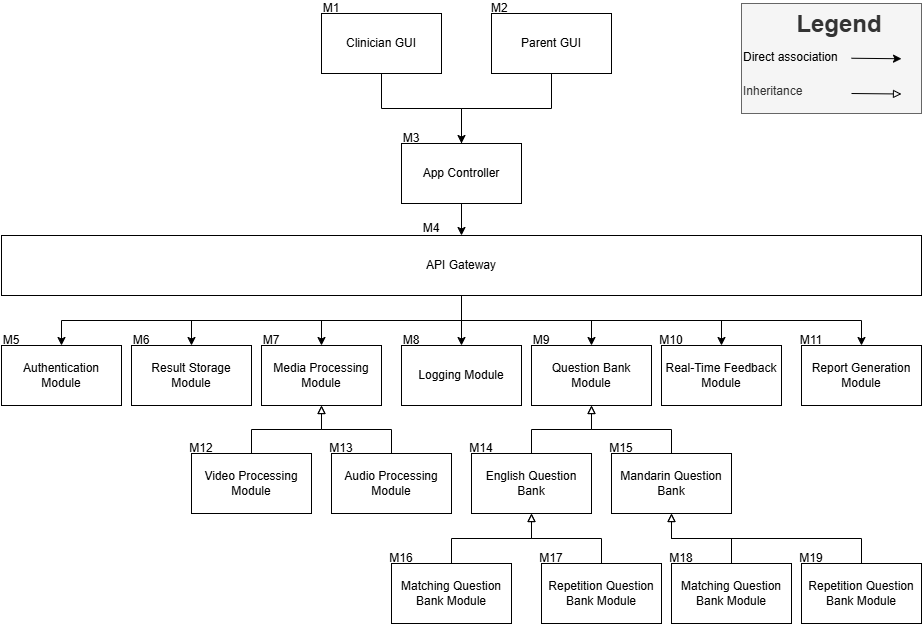 M1
M2
Clinician GUI
Parent GUI
Legend
Direct association
Inheritance
M3
App Controller
M4
API Gateway
M5
M6
M7
M8
M9
M10
M11
Authentication
Module
Result Storage
Module
Media Processing
Module
Logging Module
Question Bank
Module
Real-Time Feedback
Module
Report Generation
Module
M12
M13
M14
M15
Video Processing
Module
Audio Processing
Module
English Question
Bank
Mandarin Question
Bank
M16
M17
M18
M19
Matching Question
Bank Module
Repetition Question
Bank Module
Matching Question
Bank Module
Repetition Question
Bank Module